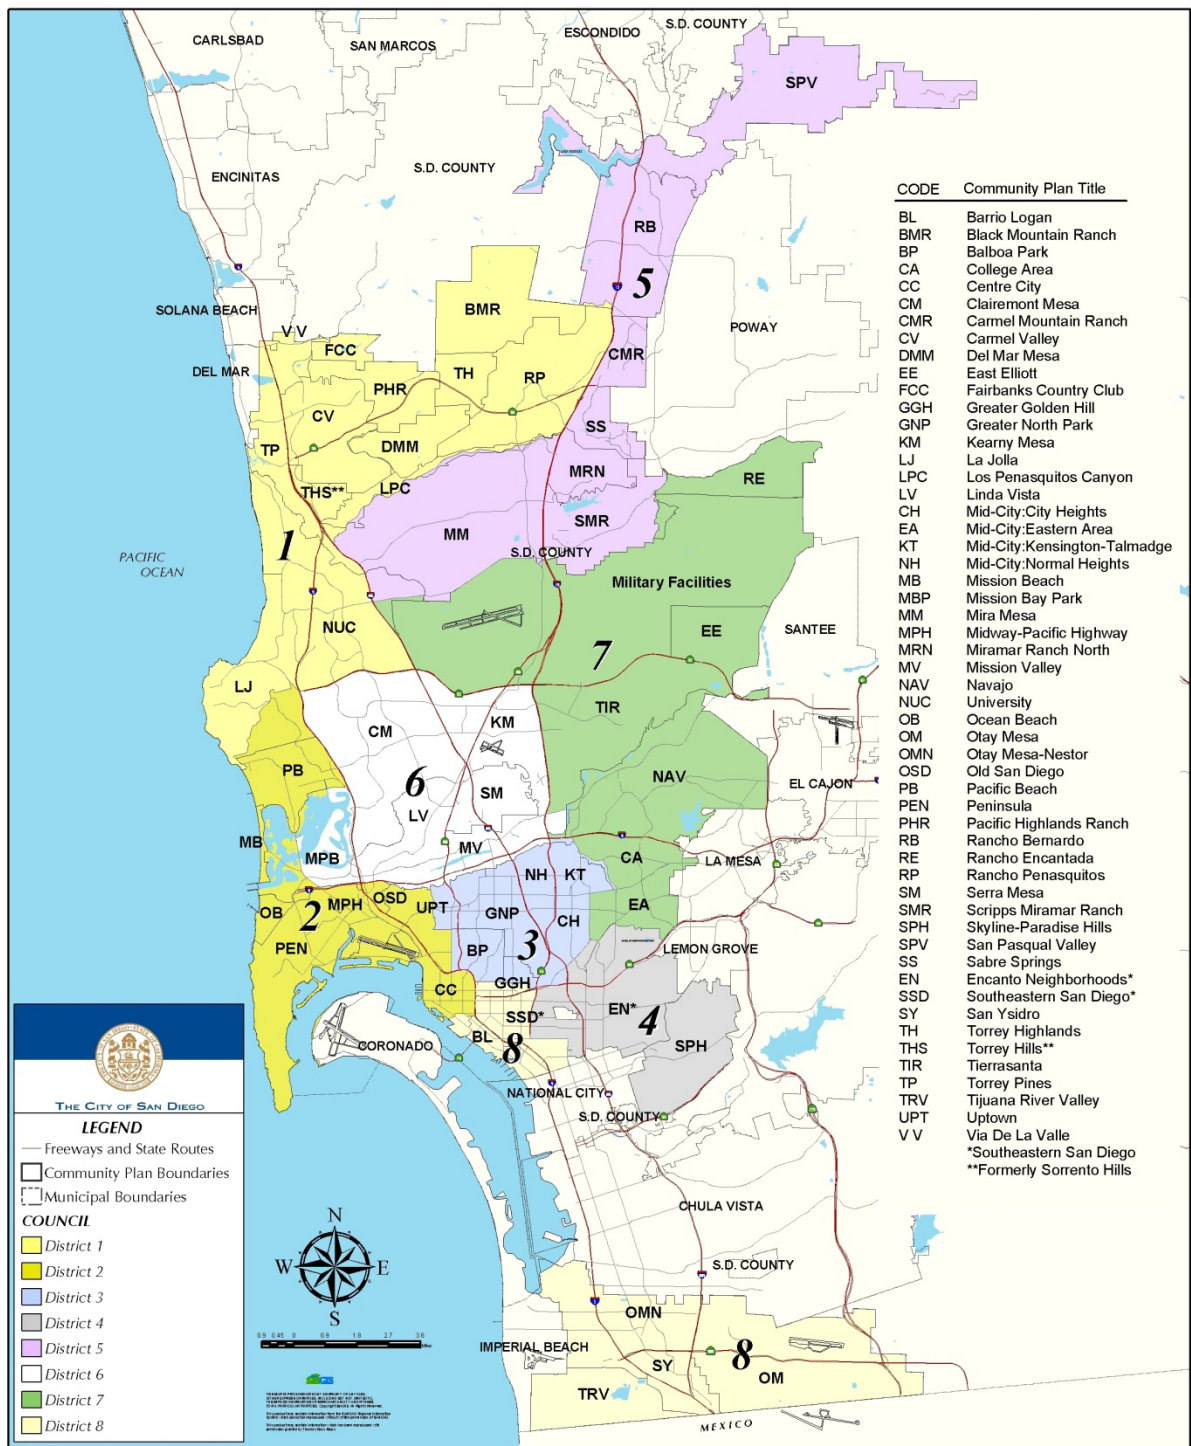 CARLSBAD
SAN MARCOS
ESCONDIDO
S.D. COUNTY
SPV
ENCINITAS
S.D. COUNTY
RB
5
SOLANA BEACH
V V
BMR
POWAY
FCC
DEL MAR
CMR
PHR
TH
RP
CV
SS
TP
DMM
MRN
RE
THS**
LPC
SMR
MM
1
S.D. COUNTY
PACIFIC
OCEAN
Military Facilities
NUC
EE
SANTEE
7
LJ
TIR
CM
KM
PB
6
NAV
EL CAJON
SM
LV
MB
MPB
MV
CA
LA MESA
NH
KT
OSD
MPH
UPT
OB
2
GNP
CH
EA
PEN
BP
3
LEMON GROVE
GGH
CC
EN*
SSD*
4
BL
8
CORONADO
SPH
NATIONAL CITY
S.D. COUNTY
CHULA VISTA
S.D. COUNTY
OMN
IMPERIAL BEACH
SY
8
OM
TRV
MEXICO
CODE Community Plan Title
BL Barrio Logan
BMR Black Mountain Ranch
BP Balboa Park
CA College Area
CC Centre City
CM Clairemont Mesa
CMR Carmel Mountain Ranch
CV Carmel Valley
DMM Del Mar Mesa
EE East Elliott
FCC Fairbanks Country Club
GGH Greater Golden Hill
GNP Greater North Park
KM Kearny Mesa
LJ La Jolla
LPC Los Penasquitos Canyon
LV Linda Vista
CH Mid-City:City Heights
EA Mid-City:Eastern Area
KT Mid-City:Kensington-Talmadge
NH Mid-City:Normal Heights
MB Mission Beach
MBP Mission Bay Park
MM Mira Mesa
MPH Midway-Pacific Highway
MRN Miramar Ranch North
MV Mission Valley
NAV Navajo
NUC University
OB Ocean Beach
OM Otay Mesa
OMN Otay Mesa-Nestor
OSD Old San Diego
PB Pacific Beach
PEN Peninsula
PHR Pacific Highlands Ranch
RB Rancho Bernardo
RE Rancho Encantada
RP Rancho Penasquitos
SM Serra Mesa
SMR Scripps Miramar Ranch
SPH Skyline-Paradise Hills
SPV San Pasqual Valley
SS Sabre Springs
EN Encanto Neighborhoods*
SSD Southeastern San Diego*
SY San Ysidro
TH Torrey Highlands
THS Torrey Hills**
TIR Tierrasanta
TP Torrey Pines
TRV Tijuana River Valley
UPT Uptown
V V Via De La Valle
*Southeastern San Diego
**Formerly Sorrento Hills
THE CITY OF SAN DIEGO
LEGEND
Freeways and State Routes
Community Plan Boundaries
Municipal Boundaries
COUNCIL
District 1
District 2
District 3
District 4
District 5
District 6
District 7
District 8
N
W E
S
0.9 0.45 0 0.9 1.8 2.7 3.6